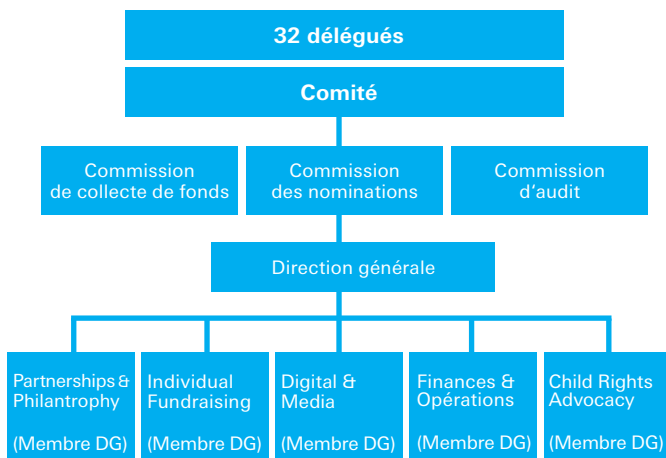 32 délégués
Comité
Commission
de collecte de fonds
Commission
des nominations
Commission
d'audit
Direction générale
Partnerships &
Philantrophy
(Membre DG)
Individual
Fundraising
(Membre DG)
Digital &
Media
(Membre DG)
Finances &
Opérations
(Membre DG)
Child Rights
Advocacy
(Membre DG)